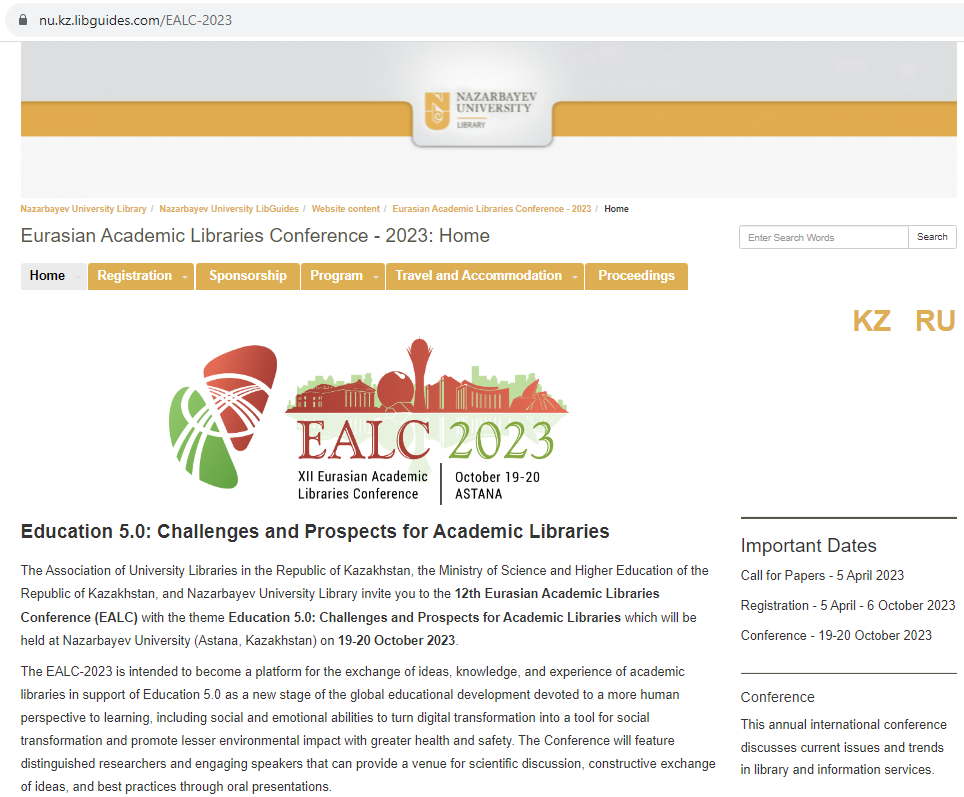 nu.kz.libguides.com/EALC-2023
NAZARBAYEV
UNIVERSITY
LIBRARY
Nazarbayev University Library / Nazarbayev University LibGuides / Website content / Eurasian Academic Libraries Conference - 2023 / Home
Eurasian Academic Libraries Conference - 2023: Home
Enter Search Words Search
Home Registration Sponsorship Program Travel and Accommodation Proceedings
KZ RU
EALC 2023
XII Eurasian Academic
Libraries Conference
October 19-20
ASTANA
Education 5.0: Challenges and Prospects for Academic Libraries
The Association of University Libraries in the Republic of Kazakhstan, the Ministry of Science and Higher Education of the
Republic of Kazakhstan, and Nazarbayev University Library invite you to the 12th Eurasian Academic Libraries
Conference (EALC) with the theme Education 5.0: Challenges and Prospects for Academic Libraries which will be
held at Nazarbayev University (Astana, Kazakhstan) on 19-20 October 2023.
The EALC-2023 is intended to become a platform for the exchange of ideas, knowledge, and experience of academic
libraries in support of Education 5.0 as a new stage of the global educational development devoted to a more human
perspective to learning, including social and emotional abilities to turn digital transformation into a tool for social
transformation and promote lesser environmental impact with greater health and safety. The Conference will feature
distinguished researchers and engaging speakers that can provide a venue for scientific discussion, constructive exchange
of ideas, and best practices through oral presentations.
Important Dates
Call for Papers - 5 April 2023
Registration - 5 April - 6 October 2023
Conference - 19-20 October 2023
Conference
This annual international conference
discusses current issues and trends
in library and information services.